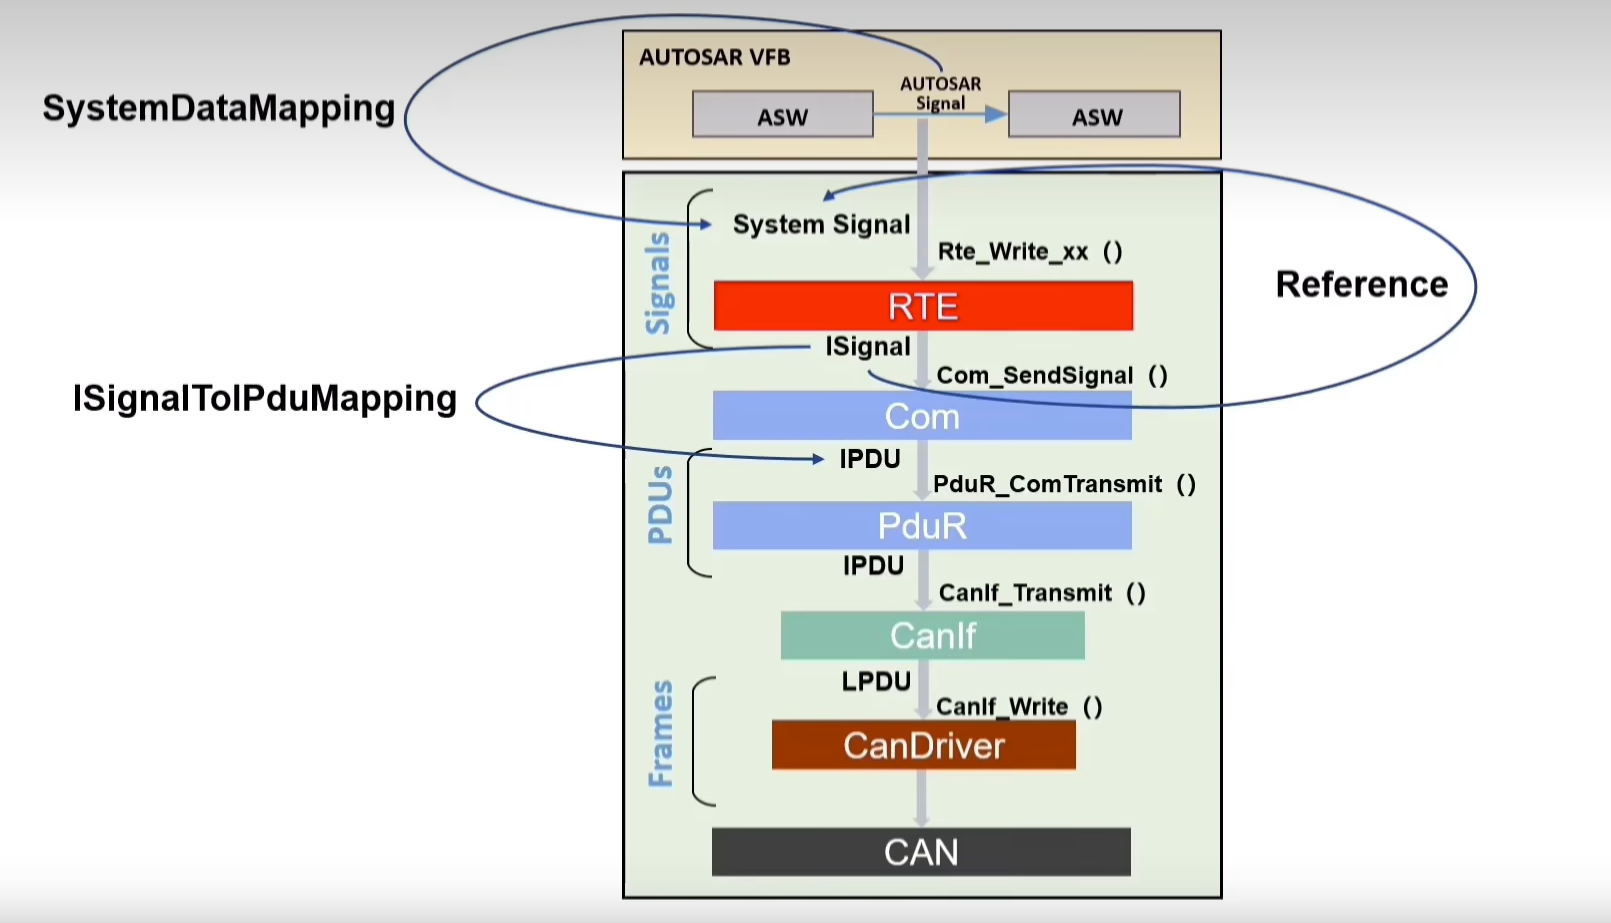 AUTOSAR VFB
AUTOSAR
Signal
ASW
ASW
SystemDataMapping
System Signal
Rte_Write_xx ()
Signals
RTE
Reference
ISignal
Com_SendSignal ()
ISignalToIPduMapping
Com
IPDU
PduR_ComTransmit ()
PDUs
PduR
IPDU
CanIf_Transmit ()
CanIf
LPDU
CanIf_Write ()
Frames
CanDriver
CAN